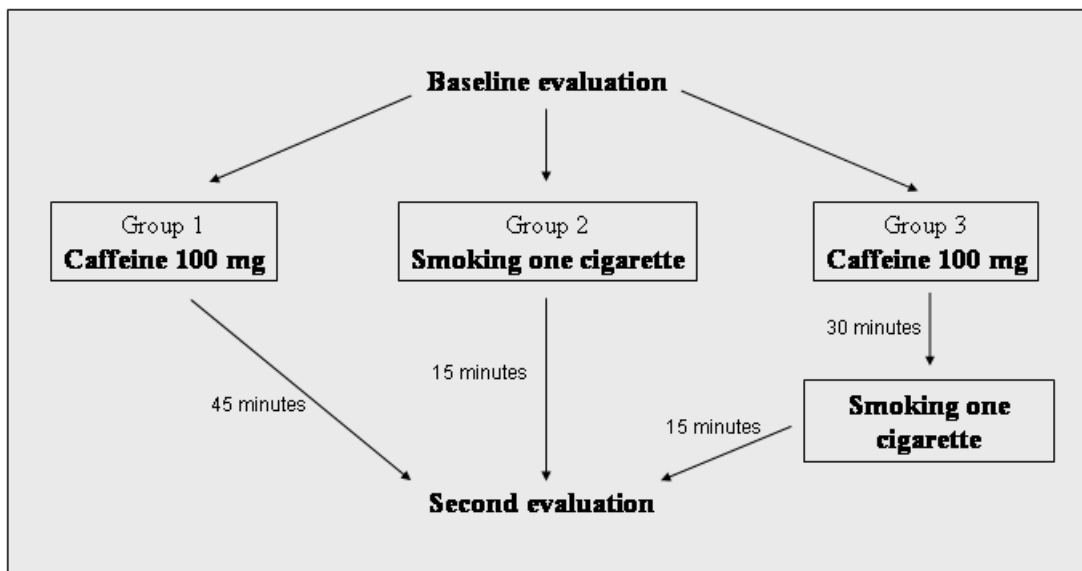 Baseline evaluation
Group 1
Caffeine 100 mg
Group 2
Smoking one cigarette
Group 3
Caffeine 100 mg
30 minutes
15 minutes
45 minutes
Smoking one
cigarette
15 minutes
Second evaluation